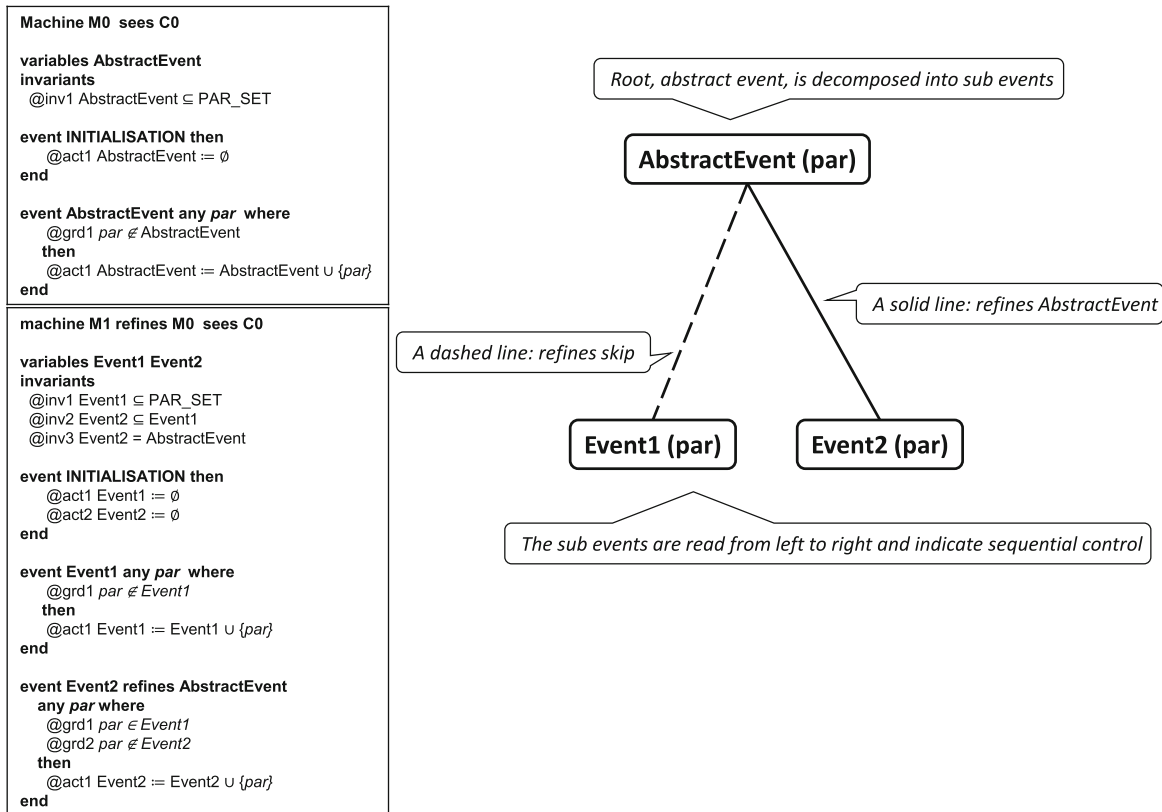 Machine M0 sees C0
variables AbstractEvent
invariants
@inv1 AbstractEvent ⊆ PAR_SET
event INITIALISATION then
@act1 AbstractEvent ≔ ∅
end
event AbstractEvent any par where
@grd1 par ∉ AbstractEvent
then
@act1 AbstractEvent ≔ AbstractEvent ∪ {par}
end
machine M1 refines M0 sees C0
variables Event1 Event2
invariants
@inv1 Event1 ⊆ PAR_SET
@inv2 Event2 ⊆ Event1
@inv3 Event2 = AbstractEvent
event INITIALISATION then
@act1 Event1 ≔ ∅
@act2 Event2 ≔ ∅
end
event Event1 any par where
@grd1 par ∉ Event1
then
@act1 Event1 ≔ Event1 ∪ {par}
end
event Event2 refines AbstractEvent
any par where
@grd1 par ∈ Event1
@grd2 par ∉ Event2
then
@act1 Event2 ≔ Event2 ∪ {par}
end
Root, abstract event, is decomposed into sub events
AbstractEvent (par)
A solid line: refines AbstractEvent
A dashed line: refines skip
Event1 (par)
Event2 (par)
The sub events are read from left to right and indicate sequential control